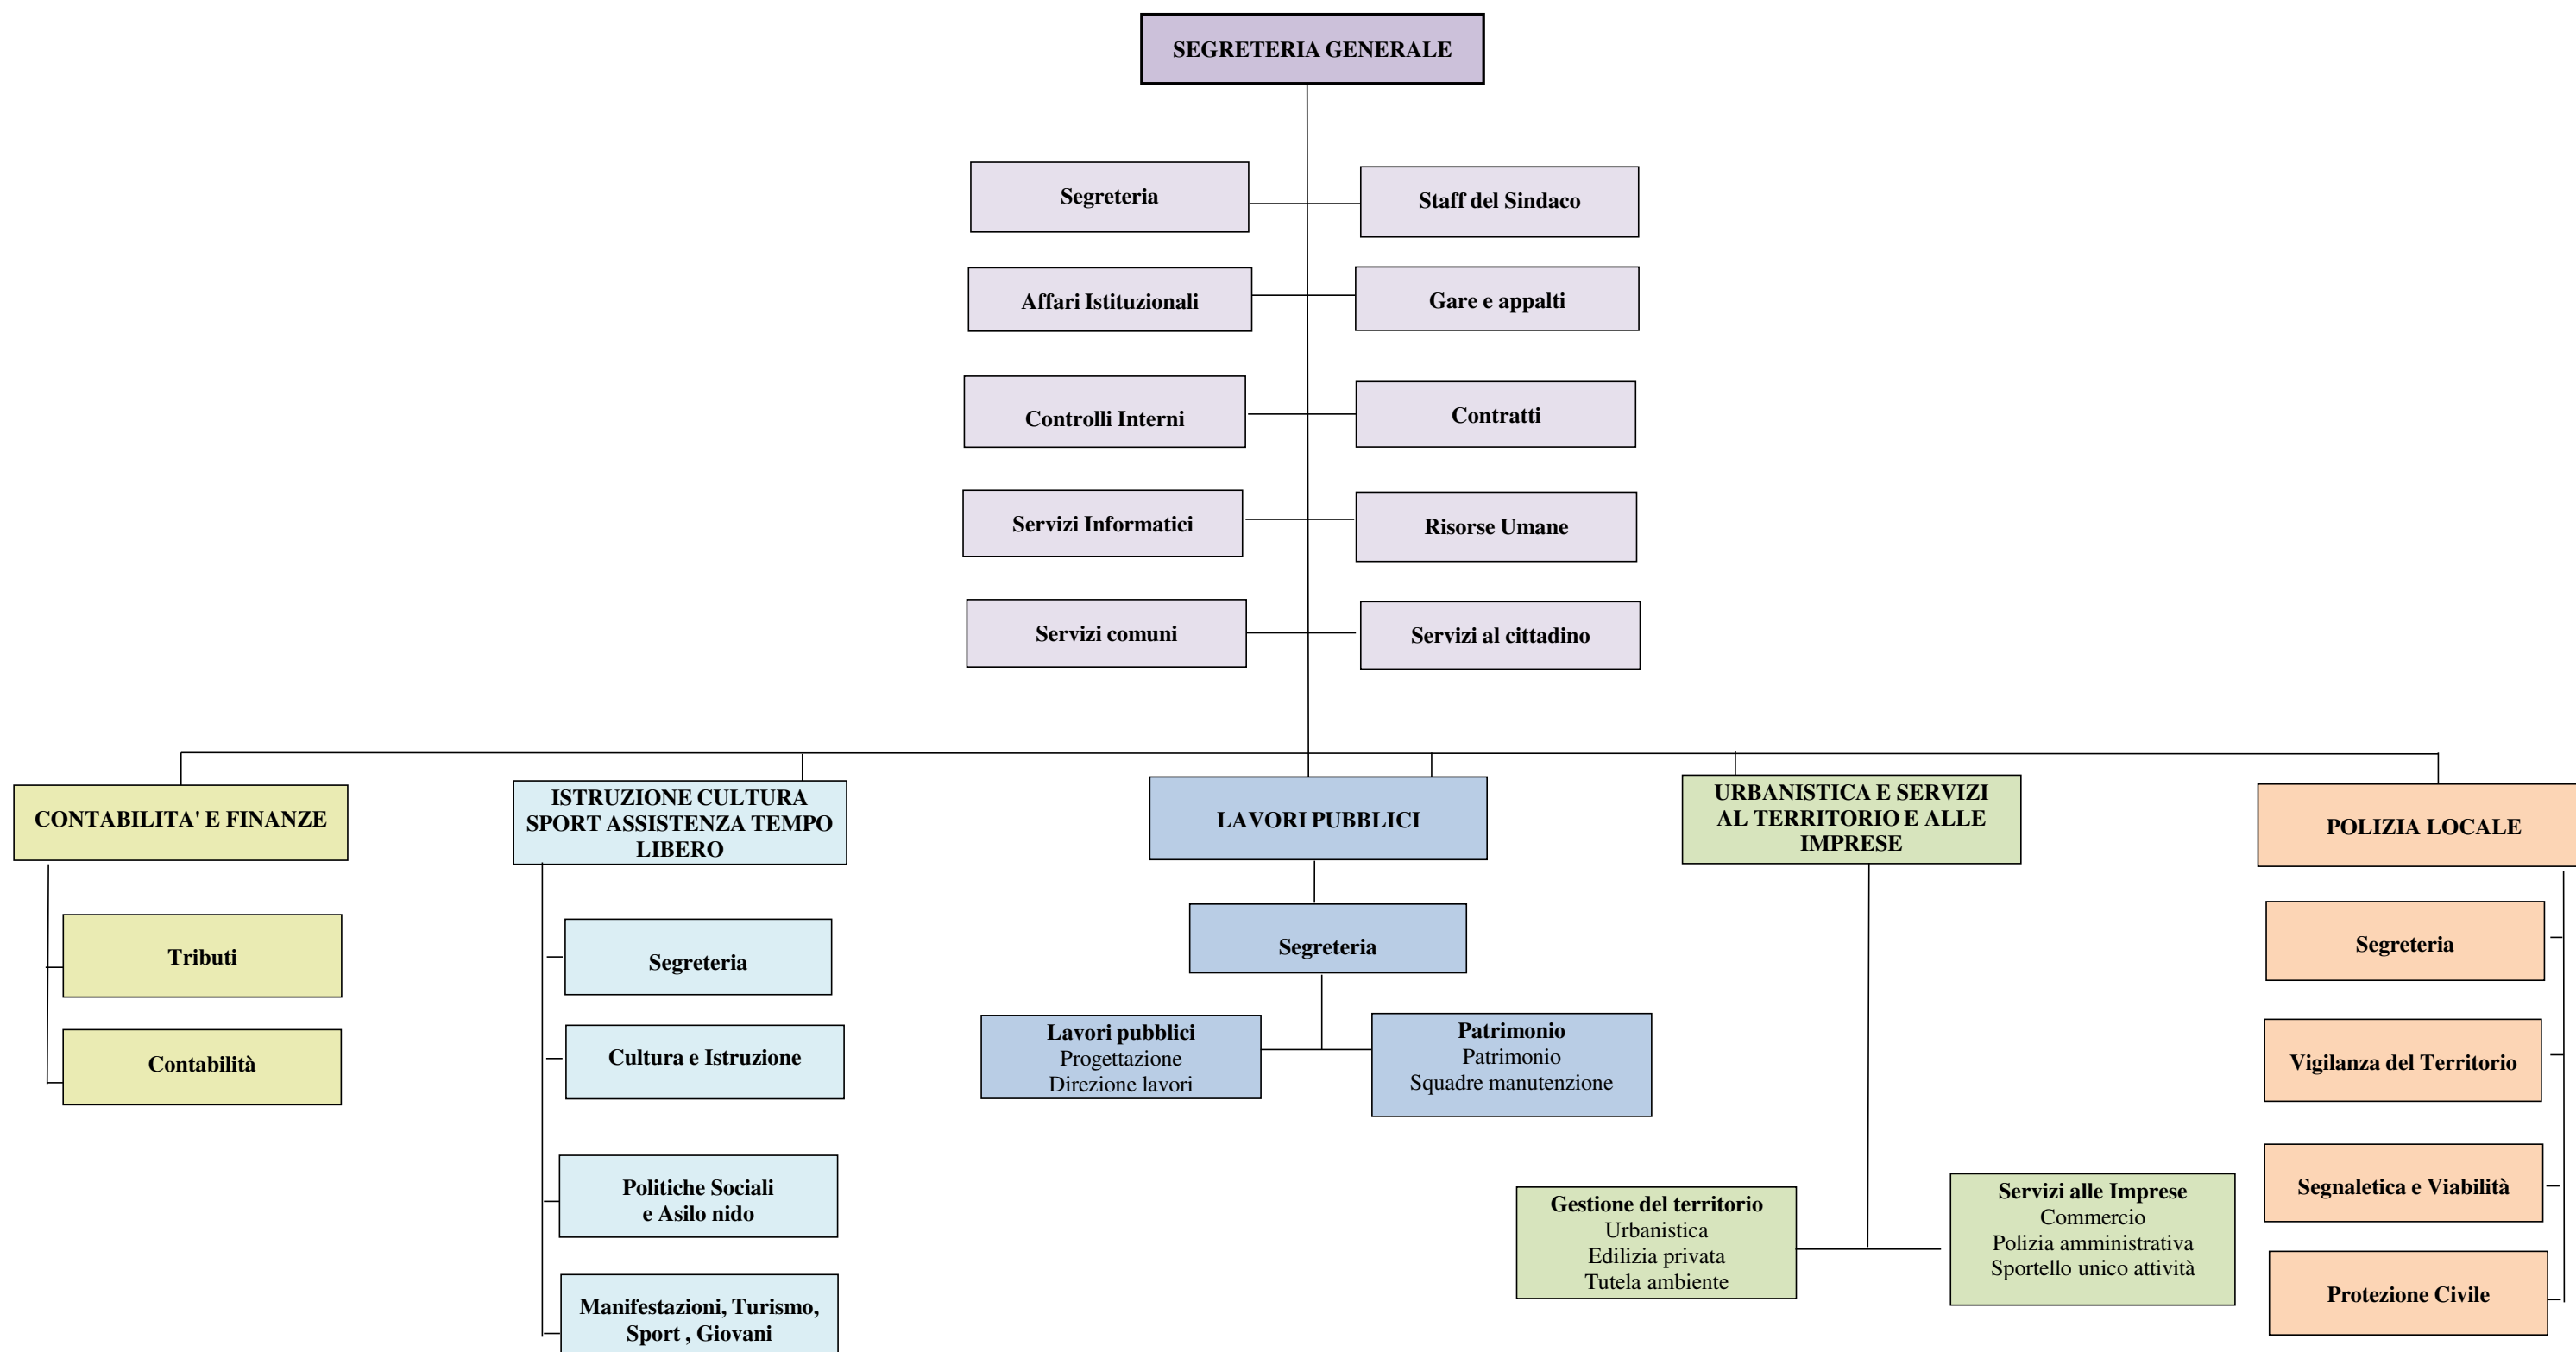 SEGRETERIA GENERALE
Segreteria
Staff del Sindaco
Affari Istituzionali
Gare e appalti
Controlli Interni
Contratti
Servizi Informatici
Risorse Umane
Servizi comuni
Servizi al cittadino
CONTABILITA' E FINANZE
Tributi
Contabilità
ISTRUZIONE CULTURA
SPORT ASSISTENZA TEMPO
LIBERO
Segreteria
Cultura e Istruzione
Politiche Sociali
e Asilo nido
Manifestazioni, Turismo,
Sport , Giovani
LAVORI PUBBLICI
Segreteria
Lavori pubblici
Progettazione
Direzione lavori
Patrimonio
Patrimonio
Squadre manutenzione
URBANISTICA E SERVIZI
AL TERRITORIO E ALLE
IMPRESE
Gestione del territorio
Urbanistica
Edilizia privata
Tutela ambiente
Servizi alle Imprese
Commercio
Polizia amministrativa
Sportello unico attività
POLIZIA LOCALE
Segreteria
Vigilanza del Territorio
Segnaletica e Viabilità
Protezione Civile